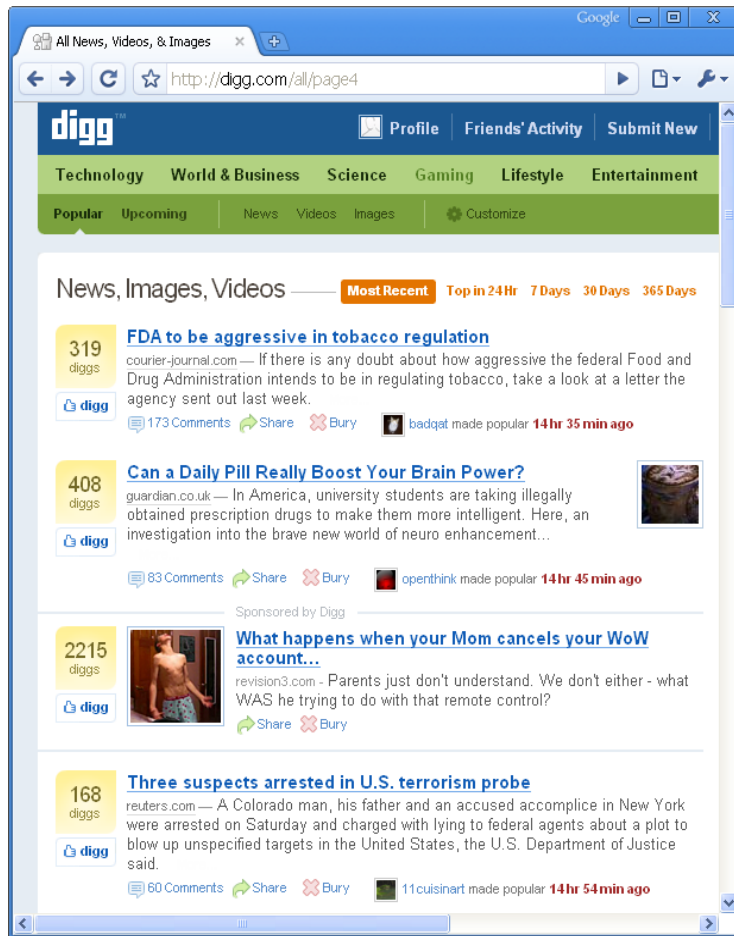 Google
All News, Videos, & Images
http://digg.com/all/page4
digg™
Profile Friends' Activity Submit New
Technology World & Business Science Gaming Lifestyle Entertainment
Popular Upcoming News Videos Images Customize
News, Images, Videos Most Recent Top in 24 Hr 7 Days 30 Days 365 Days
319
diggs
digg
FDA to be aggressive in tobacco regulation
courier-journal.com — If there is any doubt about how aggressive the federal Food and
Drug Administration intends to be in regulating tobacco, take a look at a letter the
agency sent out last week.
173 Comments Share Bury badqat made popular 14 hr 35 min ago
408
diggs
digg
Can a Daily Pill Really Boost Your Brain Power?
guardian.co.uk — In America, university students are taking illegally
obtained prescription drugs to make them more intelligent. Here, an
investigation into the brave new world of neuro enhancement...
83 Comments Share Bury openthink made popular 14 hr 45 min ago
Sponsored by Digg
2215
diggs
digg
What happens when your Mom cancels your WoW
account...
revision3.com - Parents just don't understand. We don't either - what
WAS he trying to do with that remote control?
Share Bury
168
diggs
digg
Three suspects arrested in U.S. terrorism probe
reuters.com — A Colorado man, his father and an accused accomplice in New York
were arrested on Saturday and charged with lying to federal agents about a plot to
blow up unspecified targets in the United States, the U.S. Department of Justice
said.
60 Comments Share Bury 11cuisinart made popular 14 hr 54 min ago